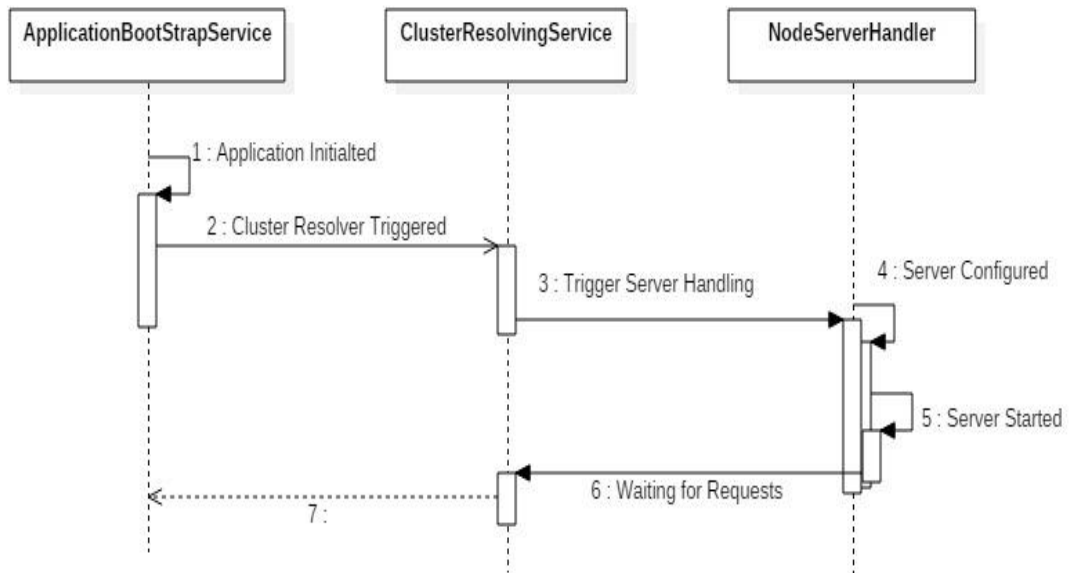 ApplicationBootStrapService
ClusterResolvingService
NodeServerHandler
1 : Application Initialted
2 : Cluster Resolver Triggered
3 : Trigger Server Handling
4 : Server Configured
5 : Server Started
6 : Waiting for Requests
7 :